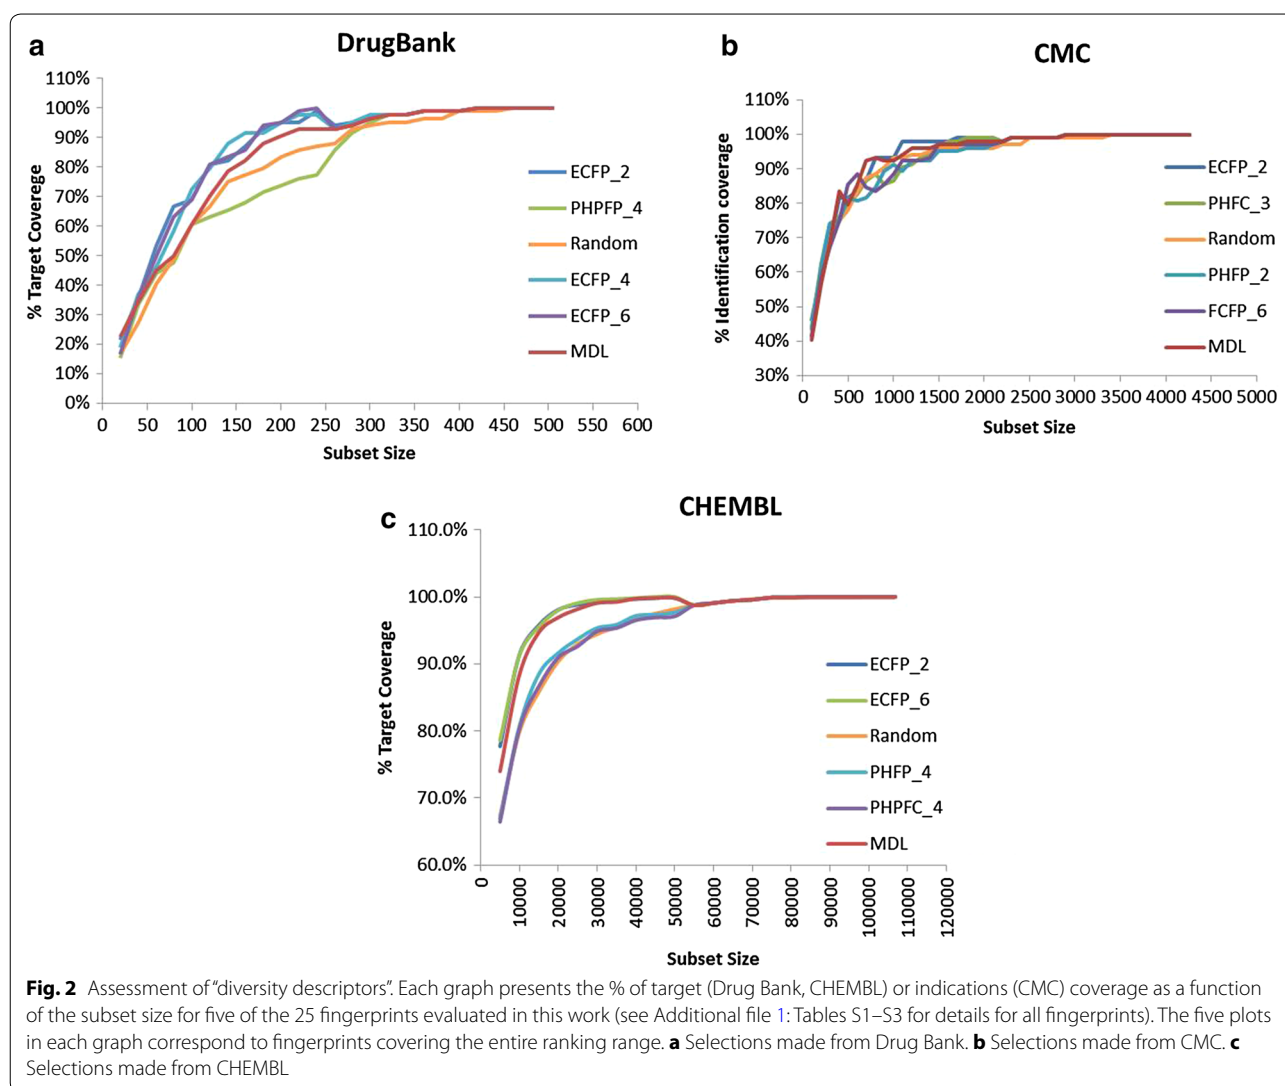 a
DrugBank
% Target Coverege
110%
100%
90%
80%
70%
60%
50%
40%
30%
20%
10%
0%
0 50 100 150 200 250 300 350 400 450 500 550 600
Subset Size
ECFP_2
PHPFP_4
Random
ECFP_4
ECFP_6
MDL
b
CMC
% Identification coverage
110%
100%
90%
80%
70%
60%
50%
40%
30%
0 500 1000 1500 2000 2500 3000 3500 4000 4500 5000
Subset Size
ECFP_2
PHFC_3
Random
PHFP_2
FCFP_6
MDL
c
CHEMBL
% Target Coverage
110.0%
100.0%
90.0%
80.0%
70.0%
60.0%
0 10000 20000 30000 40000 50000 60000 70000 80000 90000 100000 110000 120000
Subset Size
ECFP_2
ECFP_6
Random
PHFP_4
PHPFC_4
MDL
Fig. 2 Assessment of “diversity descriptors”. Each graph presents the % of target (Drug Bank, CHEMBL) or indications (CMC) coverage as a function
of the subset size for five of the 25 fingerprints evaluated in this work (see Additional file 1: Tables S1–S3 for details for all fingerprints). The five plots
in each graph correspond to fingerprints covering the entire ranking range. a Selections made from Drug Bank. b Selections made from CMC. c
Selections made from CHEMBL